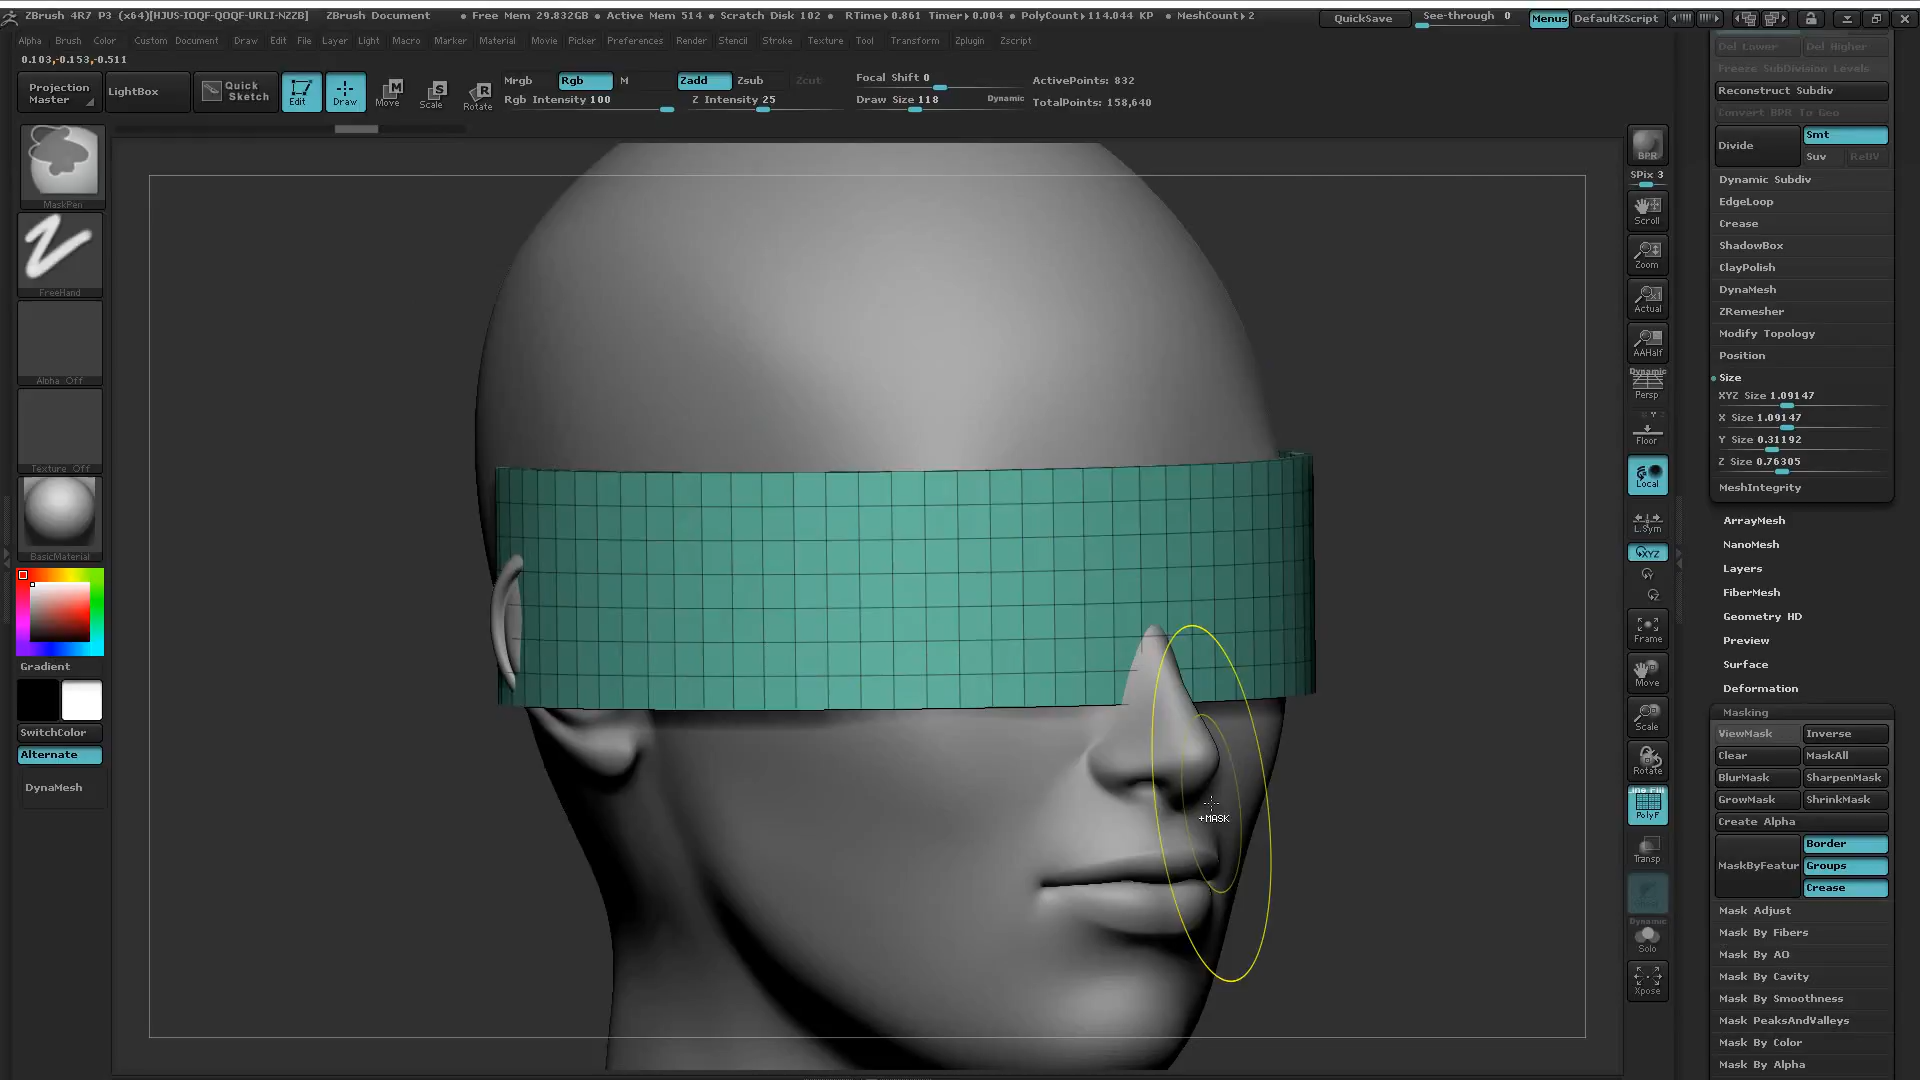 ZBrush 4R7 P3 (x64)[HJUS-IOQF-QOQF-URLI-NZZB] ZBrush Document • Free Mem 29.832GB • Active Mem 514 • Scratch Disk 102 • RTime▸0.861 Timer▸0.004 • PolyCount▸114.044 KP • MeshCount▸2 QuickSave See-through 0 Menus DefaultZScript
Alpha Brush Color Custom Document Draw Edit File Layer Light Macro Marker Material Movie Picker Preferences Render Stencil Stroke Texture Tool Transform Zplugin Zscript
0.103,-0.153,-0.511
Projection Master
LightBox
Quick Sketch
Edit
Draw
Move
Scale
Rotate
Mrgb Rgb M
Rgb Intensity 100
Zadd Zsub Zcut
Z Intensity 25
Focal Shift 0
Draw Size 118 Dynamic
ActivePoints: 832
TotalPoints: 158,640
MaskPen
FreeHand
Alpha Off
Texture Off
BasicMaterial
Gradient
SwitchColor
Alternate
DynaMesh
+MASK
BPR
SPix 3
Scroll
Zoom
Actual
AAHalf
Dynamic
Persp
Floor
Local
L.Sym
XYZ
Frame
Move
Scale
Rotate
Line Fill
PolyF
Transp
Dynamic
Solo
Xpose
Del Lower Del Higher
Freeze SubDivision Levels
Reconstruct Subdiv
Convert BPR To Geo
Divide
Smt
Suv ReUV
Dynamic Subdiv
EdgeLoop
Crease
ShadowBox
ClayPolish
DynaMesh
ZRemesher
Modify Topology
Position
Size
XYZ Size 1.09147
X Size 1.09147
Y Size 0.31192
Z Size 0.76305
MeshIntegrity
ArrayMesh
NanoMesh
Layers
FiberMesh
Geometry HD
Preview
Surface
Deformation
Masking
ViewMask Inverse
Clear MaskAll
BlurMask SharpenMask
GrowMask ShrinkMask
Create Alpha
MaskByFeatur
Border
Groups
Crease
Mask Adjust
Mask By Fibers
Mask By AO
Mask By Cavity
Mask By Smoothness
Mask PeaksAndValleys
Mask By Color
Mask By Alpha